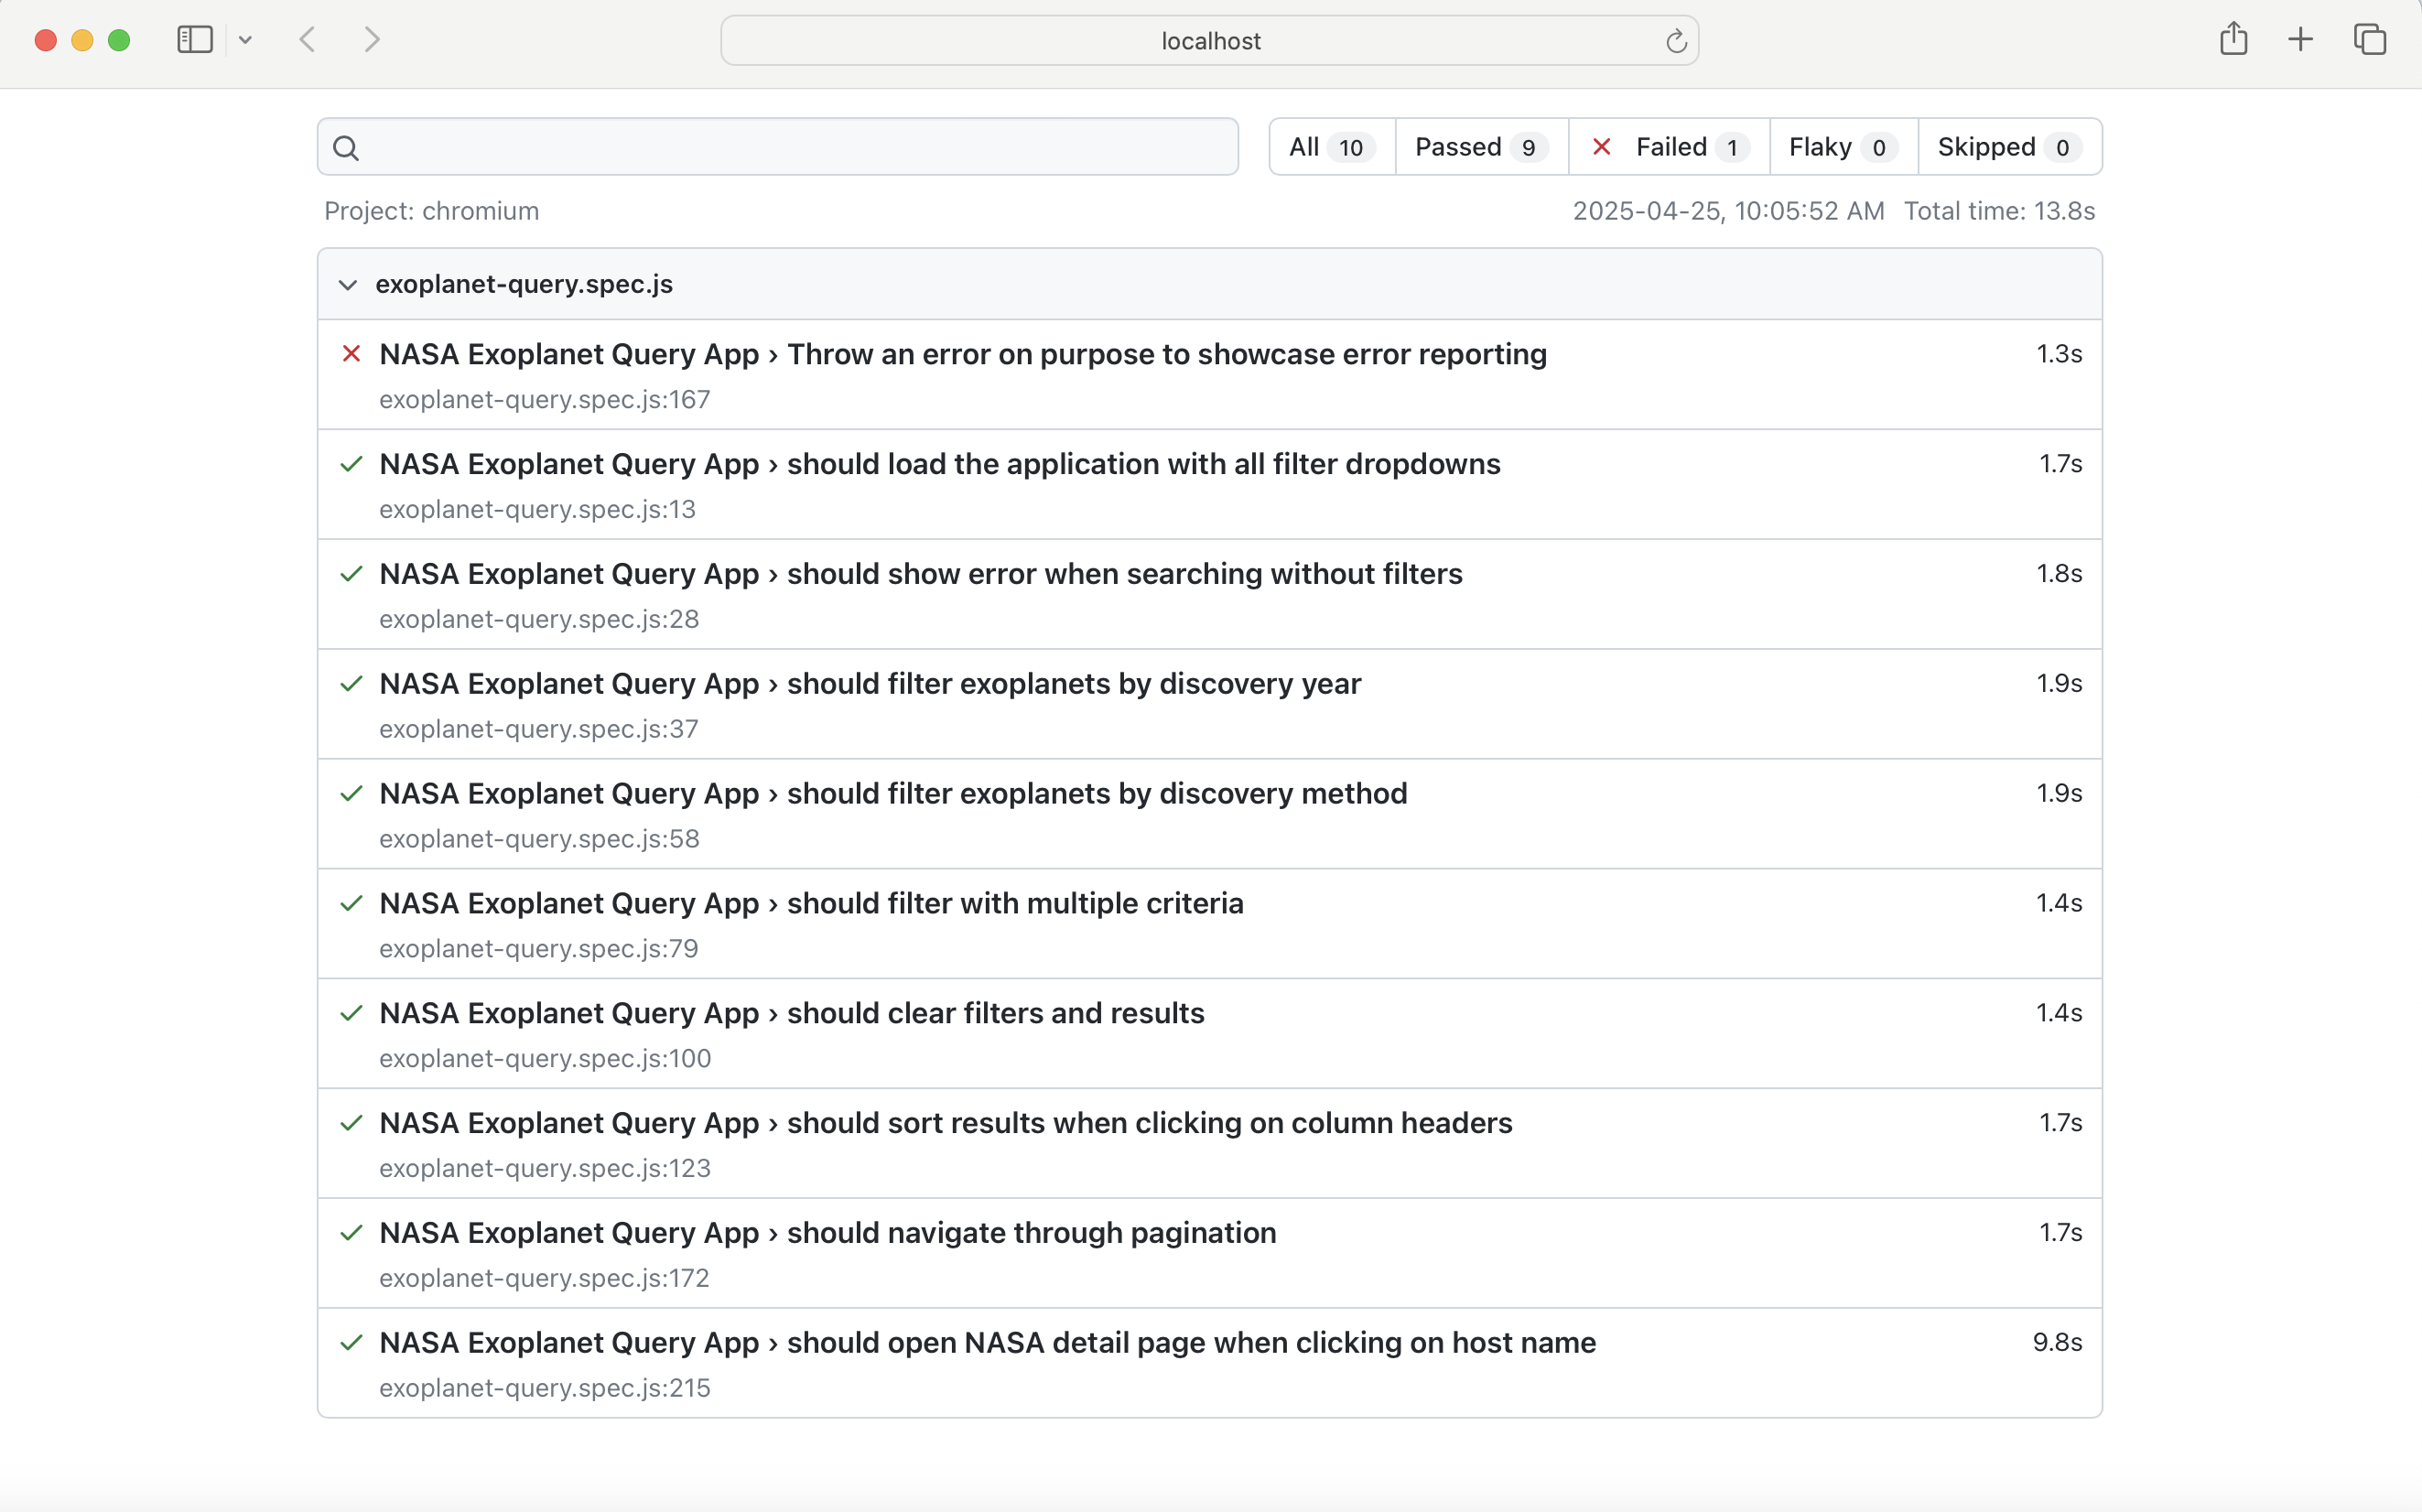 localhost
All 10 Passed 9 Failed 1 Flaky 0 Skipped 0
Project: chromium 2025-04-25, 10:05:52 AM Total time: 13.8s
exoplanet-query.spec.js
NASA Exoplanet Query App › Throw an error on purpose to showcase error reporting 1.3s
exoplanet-query.spec.js:167
NASA Exoplanet Query App › should load the application with all filter dropdowns 1.7s
exoplanet-query.spec.js:13
NASA Exoplanet Query App › should show error when searching without filters 1.8s
exoplanet-query.spec.js:28
NASA Exoplanet Query App › should filter exoplanets by discovery year 1.9s
exoplanet-query.spec.js:37
NASA Exoplanet Query App › should filter exoplanets by discovery method 1.9s
exoplanet-query.spec.js:58
NASA Exoplanet Query App › should filter with multiple criteria 1.4s
exoplanet-query.spec.js:79
NASA Exoplanet Query App › should clear filters and results 1.4s
exoplanet-query.spec.js:100
NASA Exoplanet Query App › should sort results when clicking on column headers 1.7s
exoplanet-query.spec.js:123
NASA Exoplanet Query App › should navigate through pagination 1.7s
exoplanet-query.spec.js:172
NASA Exoplanet Query App › should open NASA detail page when clicking on host name 9.8s
exoplanet-query.spec.js:215